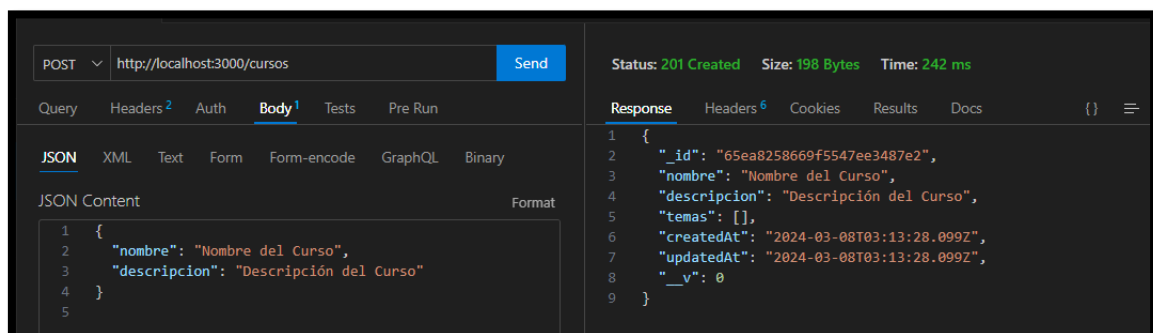 POST http://localhost:3000/cursos Send
Query Headers 2 Auth Body 1 Tests Pre Run
JSON XML Text Form Form-encode GraphQL Binary
JSON Content Format
1 {
2 "nombre": "Nombre del Curso",
3 "descripcion": "Descripción del Curso"
4 }
5
Status: 201 Created Size: 198 Bytes Time: 242 ms
Response Headers 6 Cookies Results Docs {}
1 {
2 "_id": "65ea8258669f5547ee3487e2",
3 "nombre": "Nombre del Curso",
4 "descripcion": "Descripción del Curso",
5 "temas": [],
6 "createdAt": "2024-03-08T03:13:28.099Z",
7 "updatedAt": "2024-03-08T03:13:28.099Z",
8 "__v": 0
9 }